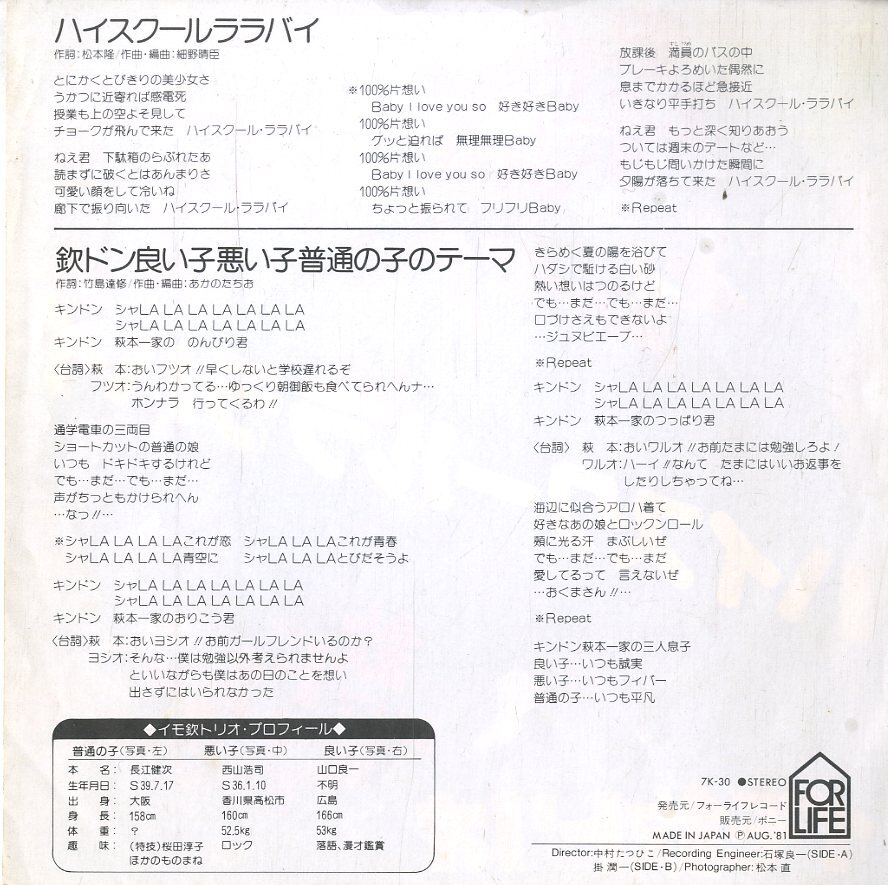 ハイスクールララバイ
作詞:松本隆/作曲・編曲:細野晴臣
とにかくとびきりの美少女さ
うかつに近寄れば感電死
授業も上の空よそ見して
チョークが飛んで来た ハイスクール・ララバイ
ねえ君 下駄箱のらぶれたあ
読まずに破くとはあんまりさ
可愛い顔をして冷いね
廊下で振り向いた ハイスクール・ララバイ
※100%片想い
Baby I love you so 好き好きBaby
100%片想い
グッと迫れば 無理無理Baby
100%片想い
Baby I love you so 好き好きBaby
100%片想い
ちょっと振られて フリフリBaby
放課後 満員のバスの中
ブレーキよろめいた偶然に
息までかかるほど急接近
いきなり平手打ち ハイスクール・ララバイ
ねえ君 もっと深く知りあおう
ついては週末のデートなど…
もじもじ問いかけた瞬間に
夕陽が落ちて来た ハイスクール・ララバイ
※Repeat
欽ドン良い子悪い子普通の子のテーマ
作詞:竹島達修/作曲・編曲:あかのたちお
キンドン シャLA LA LA LA LA LA LA
シャLA LA LA LA LA LA LA
キンドン 萩本一家の のんびり君
〈台詞〉萩 本:おいフツオ!!早くしないと学校遅れるぞ
フツオ:うんわかってる…ゆっくり朝御飯も食べてられへんナ…
ホンナラ 行ってくるわ!!
通学電車の三両目
ショートカットの普通の娘
いつも ドキドキするけれど
でも…まだ…でも…まだ…
声がちっともかけられへん
…なっ!!…
※シャLA LA LA LAこれが恋 シャLA LA LAこれが青春
シャLA LA LA LA青空に シャLA LA LAとびだそうよ
キンドン シャLA LA LA LA LA LA LA
シャLA LA LA LA LA LA LA
キンドン 萩本一家のおりこう君
〈台詞〉萩 本:おいヨシオ!!お前ガールフレンドいるのか?
ヨシオ:そんな…僕は勉強以外考えられませんよ
といいながらも僕はあの日のことを想い
出さずにはいられなかった
きらめく夏の陽を浴びて
ハダシで駈ける白い砂
熱い想いはつのるけど
でも…まだ…でも…まだ…
口づけさえもできないよ
…ジュヌビエーブ…
※Repeat
キンドン シャLA LA LA LA LA LA LA
シャLA LA LA LA LA LA LA
キンドン 萩本一家のつっぱり君
〈台詞〉 萩 本:おいワルオ!!お前たまには勉強しろよ!
ワルオ:ハーイ!!なんて たまにはいいお返事を
したりしちゃってね…
海辺に似合うアロハ着て
好きなあの娘とロックンロール
頬に光る汗 まぶしいぜ
でも…まだ…でも…まだ
愛してるって 言えないぜ
…おくまさん!!…
※Repeat
キンドン萩本一家の三人息子
良い子…いつも誠実
悪い子…いつもフィバー
普通の子…いつも平凡
◆イモ欽トリオ・プロフィール◆
普通の子(写真・左) 悪い子(写真・中) 良い子(写真・右)
本 名: 長江健次 西山浩司 山口良一
生年月日: S39.7.17 S36.1.10 不明
出 身: 大阪 香川県高松市 広島
身 長: 158cm 160cm 166cm
体 重: ? 52.5kg 53kg
趣 味: (特技)桜田淳子 ロック 落語、漫才鑑賞
ほかのものまね
7K-30 ●STEREO
発売元/フォーライフレコード
販売元/ポニー
MADE IN JAPAN Ⓟ AUG.'81
FOR
LIFE
Director:中村たつひこ/Recording Engineer:石塚良一(SIDE-A)
掛 潤一(SIDE-B)/Photographer:松本 直